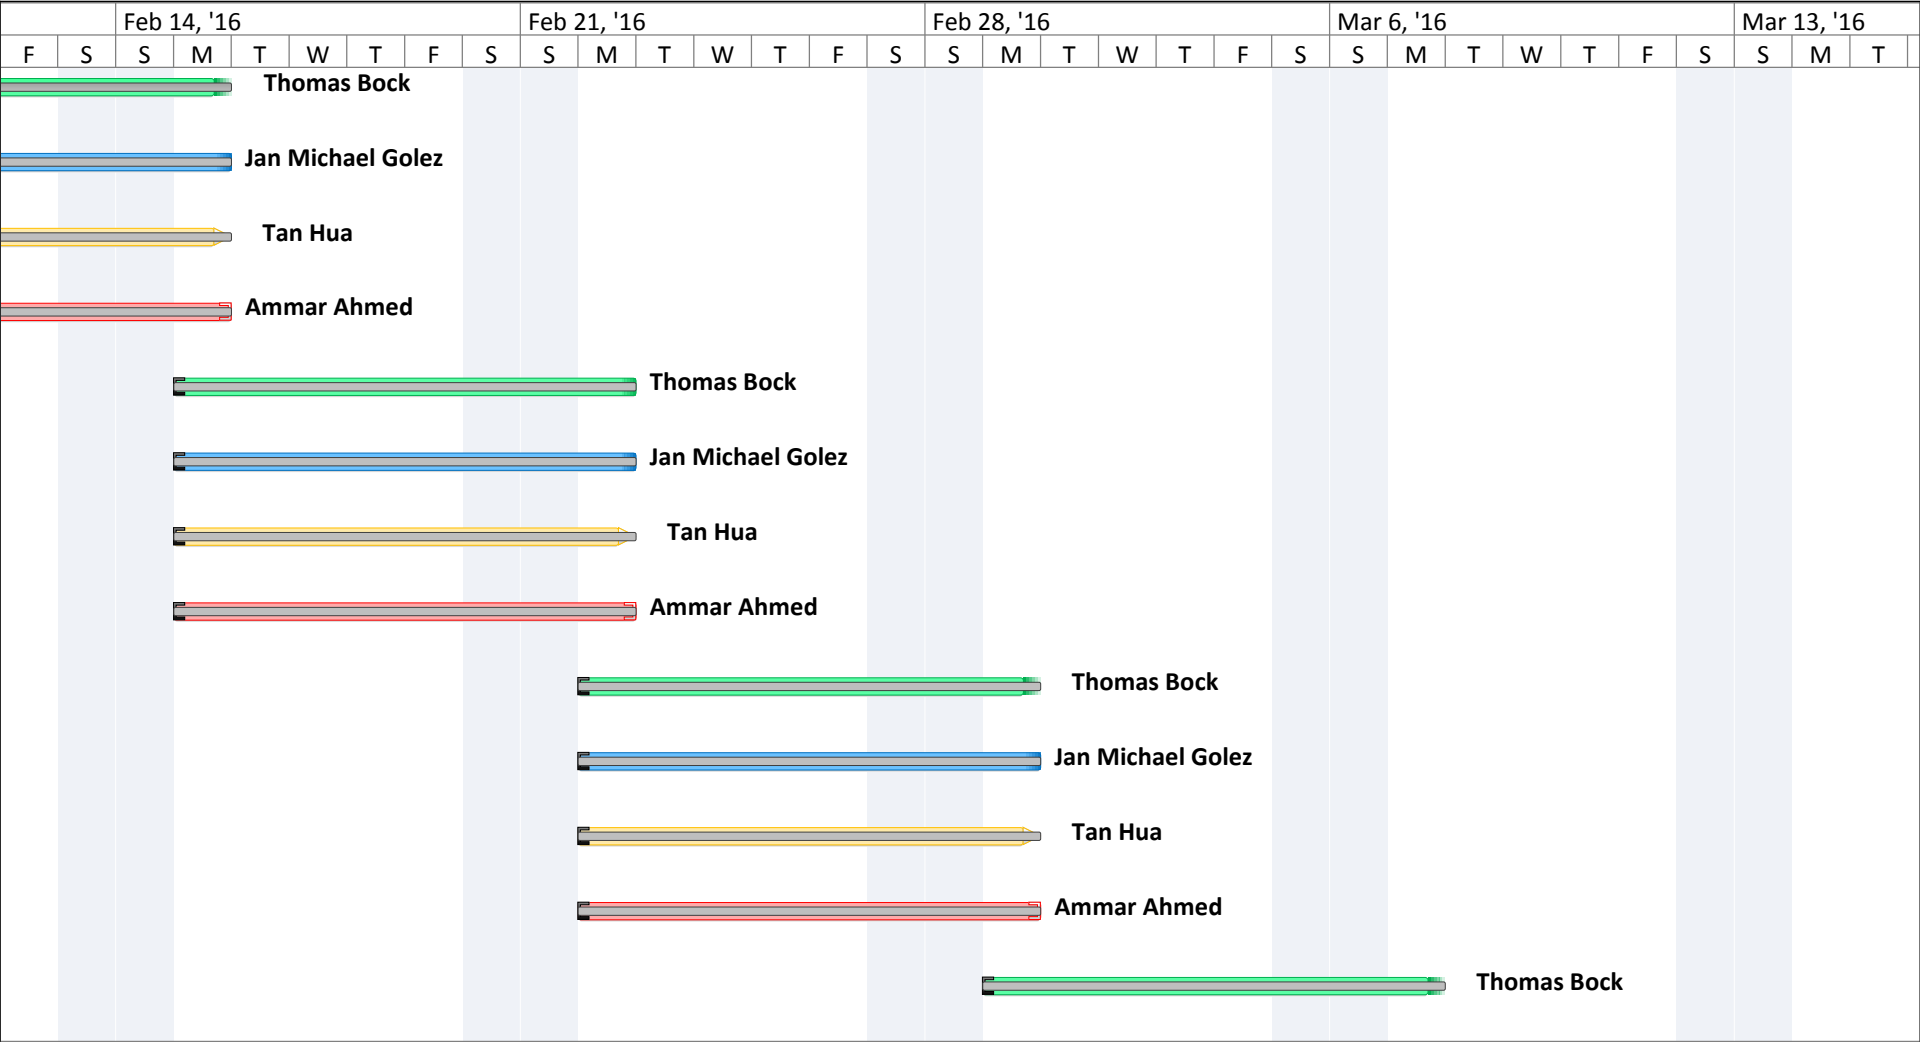 Feb 14, '16 Feb 21, '16 Feb 28, '16 Mar 6, '16 Mar 13, '16
F S S M T W T F S S M T W T F S S M T W T F S S M T W T F S S M T
Thomas Bock
Jan Michael Golez
Tan Hua
Ammar Ahmed
Thomas Bock
Jan Michael Golez
Tan Hua
Ammar Ahmed
Thomas Bock
Jan Michael Golez
Tan Hua
Ammar Ahmed
Thomas Bock